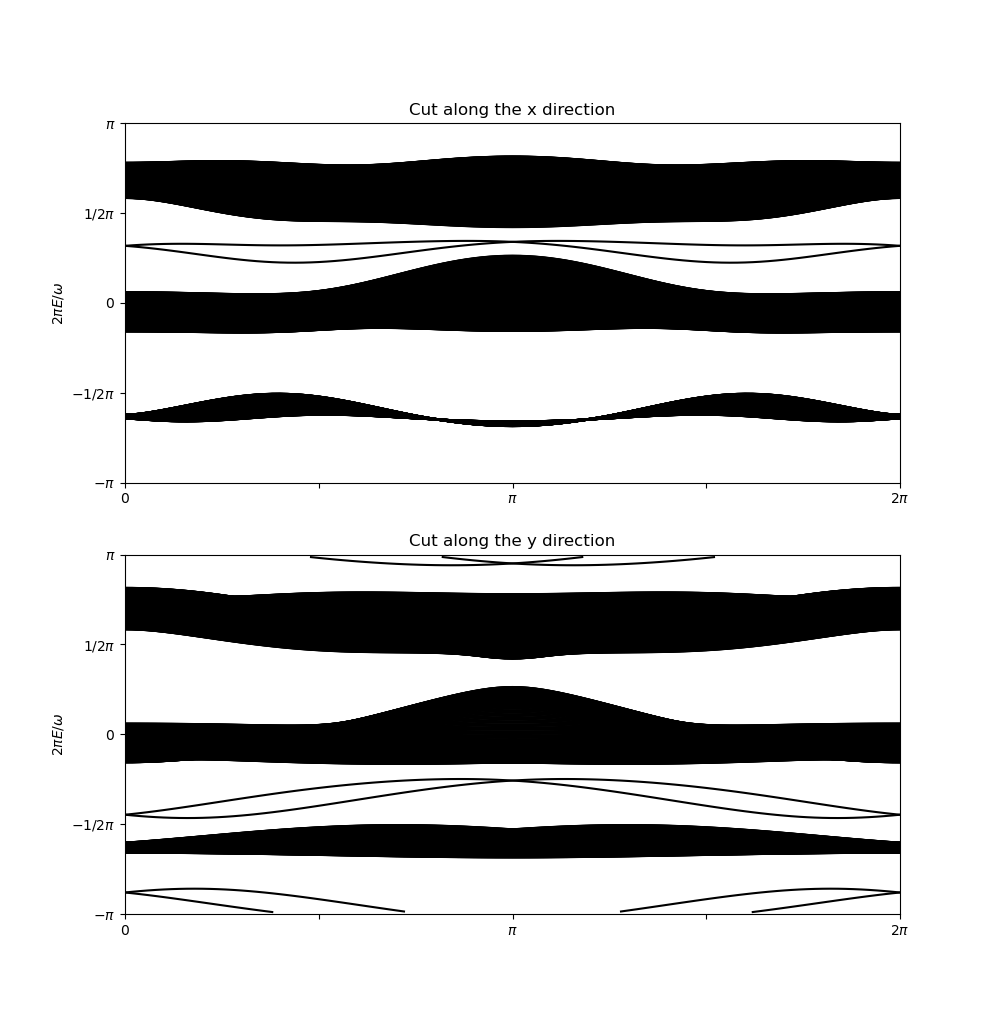 Cut along the x direction
π
1/2π
0
−1/2π
−π
2πE/ω
0 π 2π
Cut along the y direction
π
1/2π
0
−1/2π
−π
2πE/ω
0 π 2π